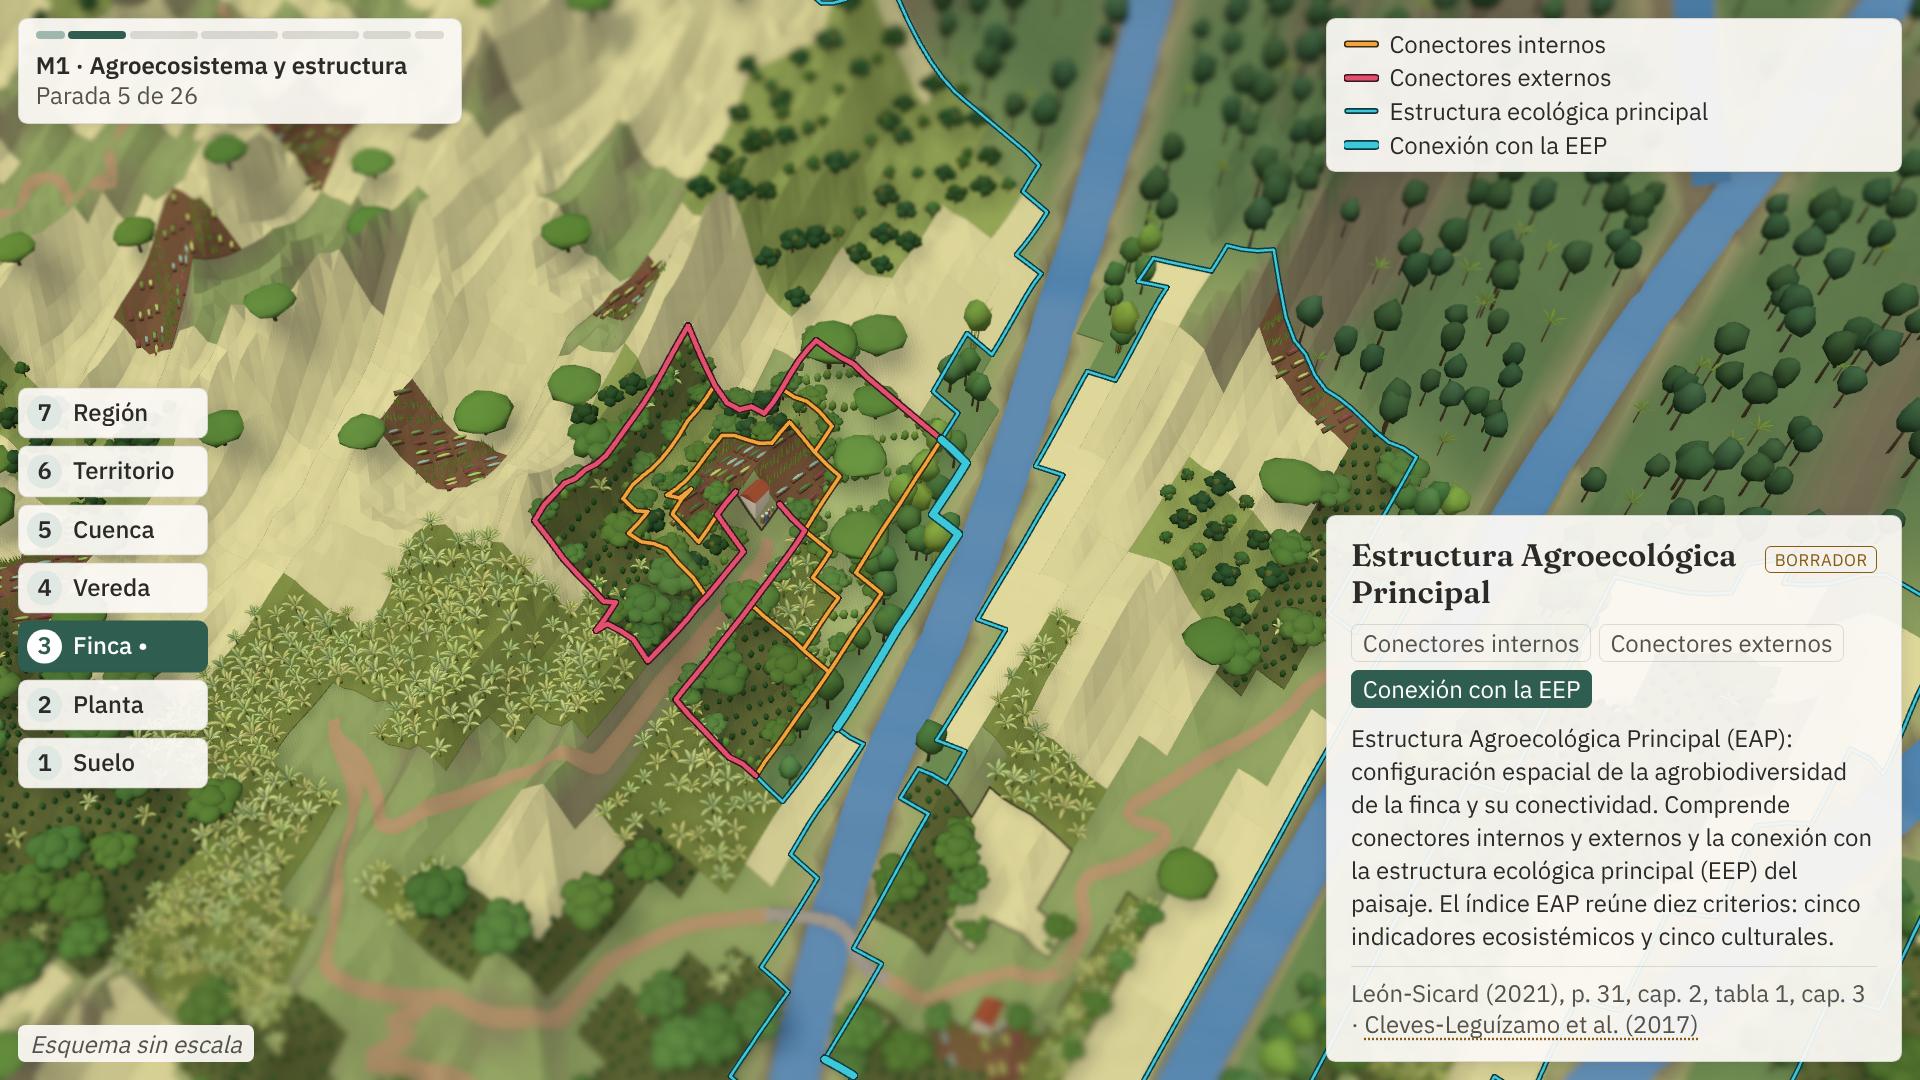 M1 · Agroecosistema y estructura
Parada 5 de 26
Conectores internos
Conectores externos
Estructura ecológica principal
Conexión con la EEP
7 Región
6 Territorio
5 Cuenca
4 Vereda
3 Finca •
2 Planta
1 Suelo
Esquema sin escala
Estructura Agroecológica
Principal
BORRADOR
Conectores internos
Conectores externos
Conexión con la EEP
Estructura Agroecológica Principal (EAP):
configuración espacial de la agrobiodiversidad
de la finca y su conectividad. Comprende
conectores internos y externos y la conexión con
la estructura ecológica principal (EEP) del
paisaje. El índice EAP reúne diez criterios: cinco
indicadores ecosistémicos y cinco culturales.
León-Sicard (2021), p. 31, cap. 2, tabla 1, cap. 3
· Cleves-Leguízamo et al. (2017)